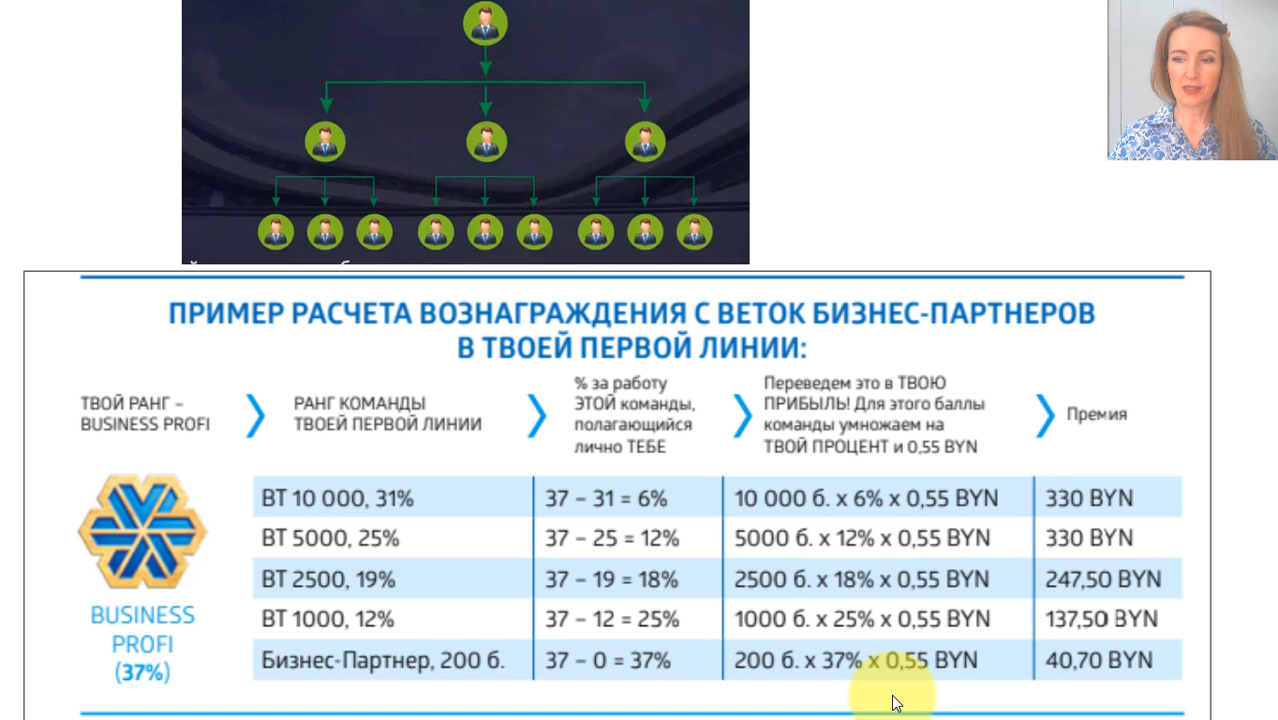 ПРИМЕР РАСЧЕТА ВОЗНАГРАЖДЕНИЯ С ВЕТОК БИЗНЕС-ПАРТНЕРОВ
В ТВОЕЙ ПЕРВОЙ ЛИНИИ:
ТВОЙ РАНГ –
BUSINESS PROFI
РАНГ КОМАНДЫ
ТВОЕЙ ПЕРВОЙ ЛИНИИ
% за работу
ЭТОЙ команды,
полагающийся
лично ТЕБЕ
Переведем это в ТВОЮ
ПРИБЫЛЬ! Для этого баллы
команды умножаем на
ТВОЙ ПРОЦЕНТ и 0,55 BYN
Премия
BUSINESS
PROFI
(37%)
ВТ 10 000, 31% 37 – 31 = 6% 10 000 б. х 6% х 0,55 BYN 330 BYN
ВТ 5000, 25% 37 – 25 = 12% 5000 б. х 12% х 0,55 BYN 330 BYN
ВТ 2500, 19% 37 – 19 = 18% 2500 б. х 18% х 0,55 BYN 247,50 BYN
ВТ 1000, 12% 37 – 12 = 25% 1000 б. х 25% х 0,55 BYN 137,50 BYN
Бизнес-Партнер, 200 б. 37 – 0 = 37% 200 б. х 37% х 0,55 BYN 40,70 BYN